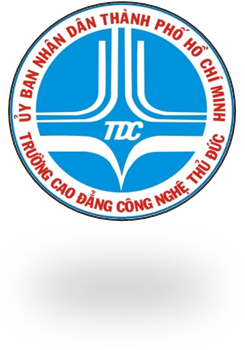 ỦY BAN NHÂN DÂN THÀNH PHỐ HỒ CHÍ MINH
TDC
TRƯỜNG CAO ĐẲNG CÔNG NGHỆ THỦ ĐỨC